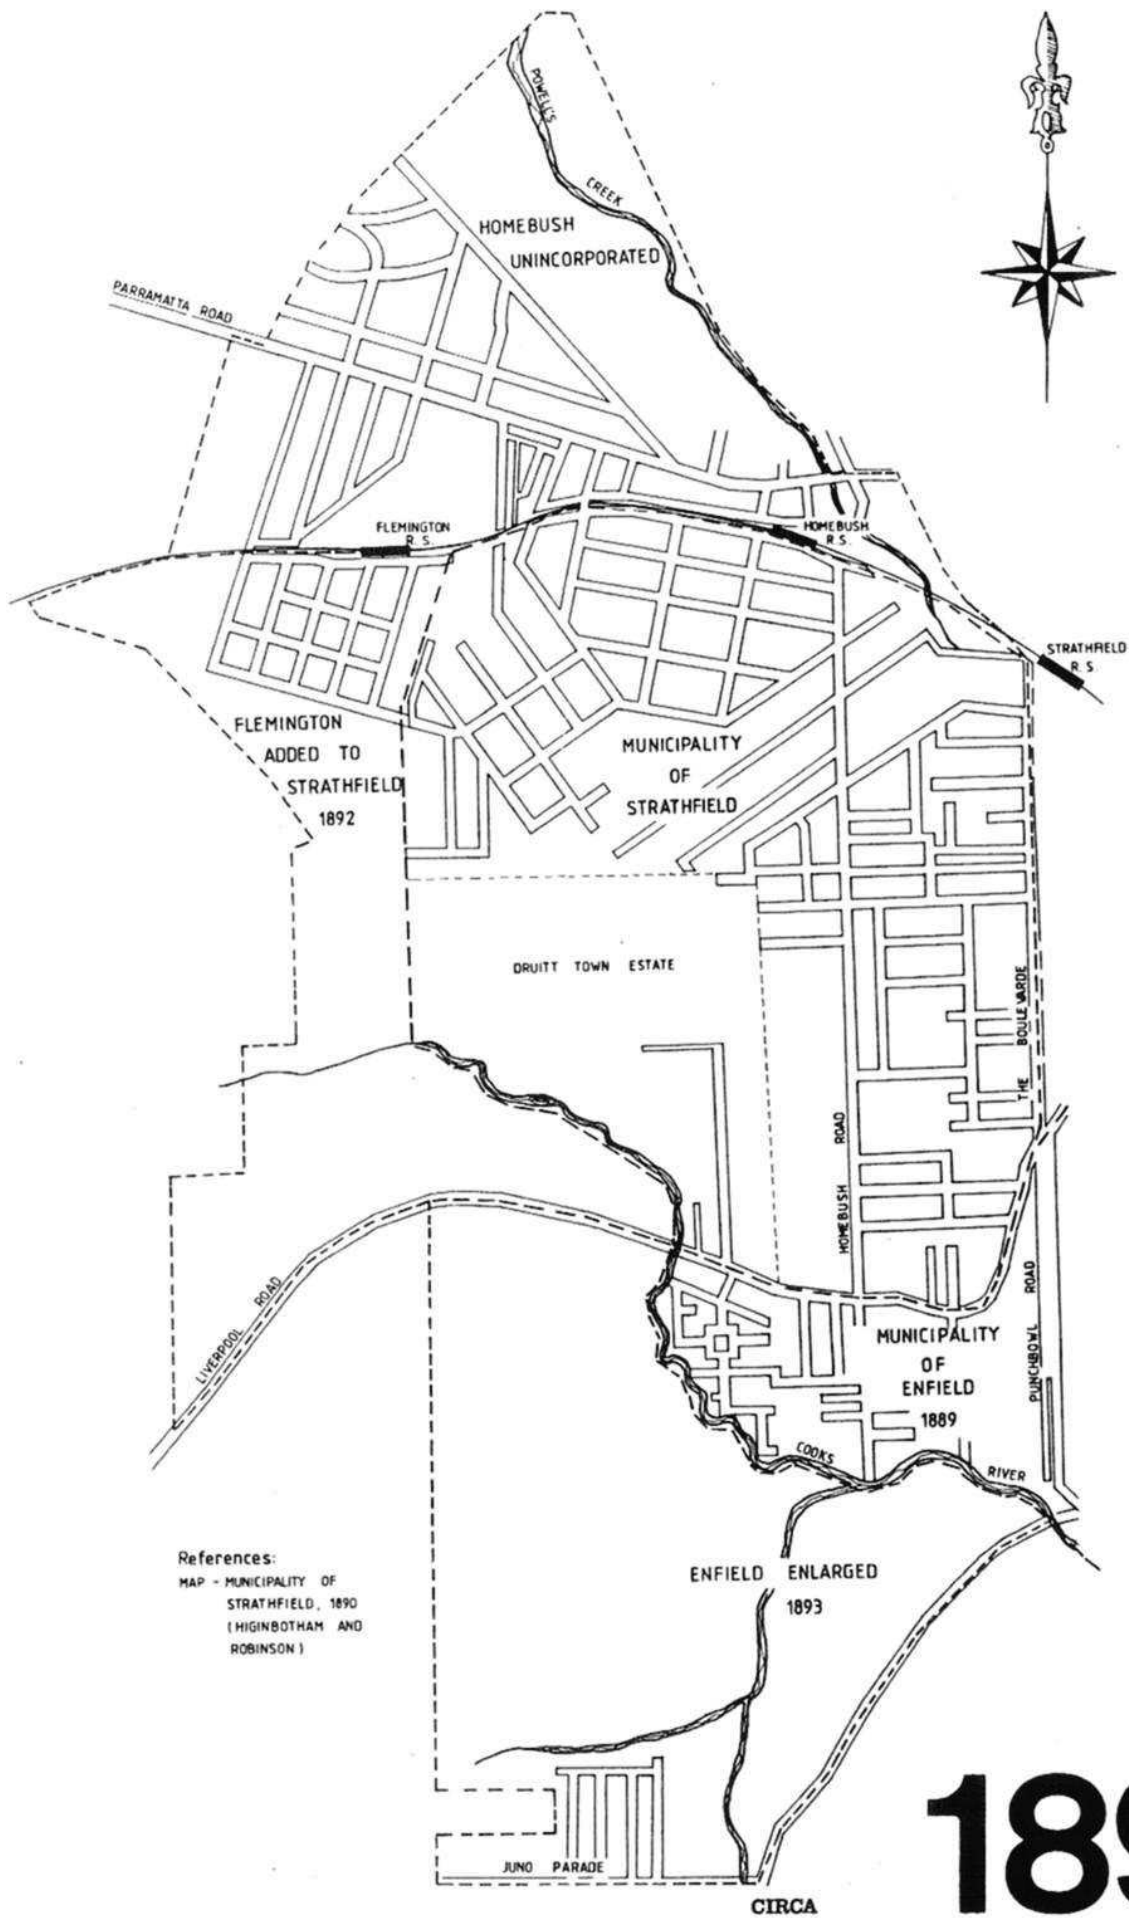 POWELL'S
CREEK
HOMEBUSH
UNINCORPORATED
PARRAMATTA ROAD
FLEMINGTON
R.S.
HOMEBUSH
R.S.
STRATHFIELD
R.S.
FLEMINGTON
ADDED TO
STRATHFIELD
1892
MUNICIPALITY
OF
STRATHFIELD
DRUITT TOWN ESTATE
THE BOULEVARDE
HOMEBUSH ROAD
LIVERPOOL ROAD
PUNCHBOWL ROAD
MUNICIPALITY
OF
ENFIELD
1889
COOKS
RIVER
References:
MAP - MUNICIPALITY OF
STRATHFIELD, 1890
(HIGINBOTHAM AND
ROBINSON)
ENFIELD ENLARGED
1893
JUNO PARADE
CIRCA
189